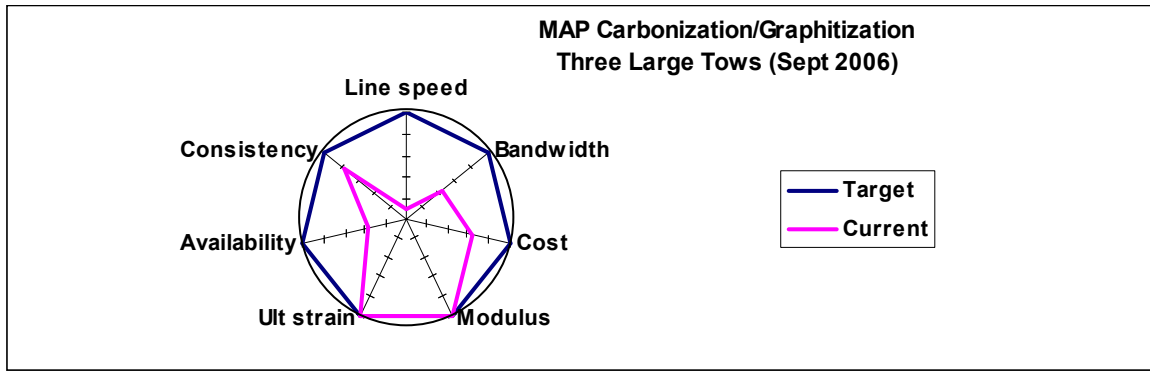 MAP Carbonization/Graphitization
Three Large Tows (Sept 2006)
Line speed
Consistency
Bandwidth
Availability
Cost
Ult strain
Modulus
Target
Current